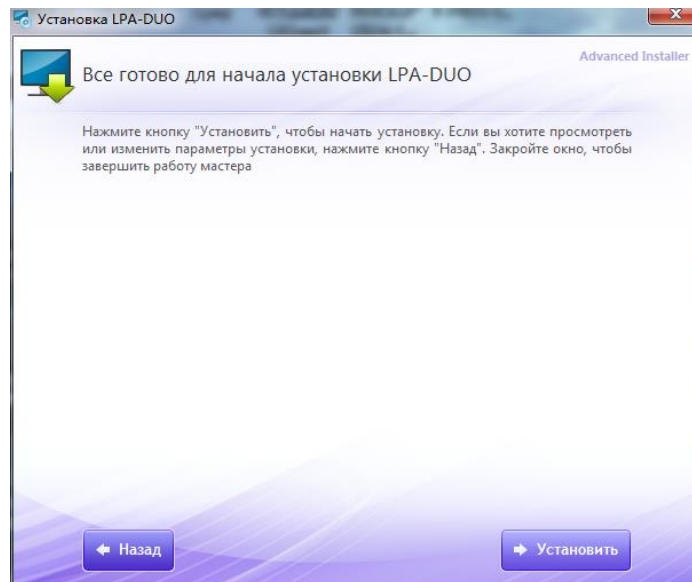 Установка LPA-DUO
Advanced Installer
Все готово для начала установки LPA-DUO
Нажмите кнопку "Установить", чтобы начать установку. Если вы хотите просмотреть
или изменить параметры установки, нажмите кнопку "Назад". Закройте окно, чтобы
завершить работу мастера
Назад
Установить